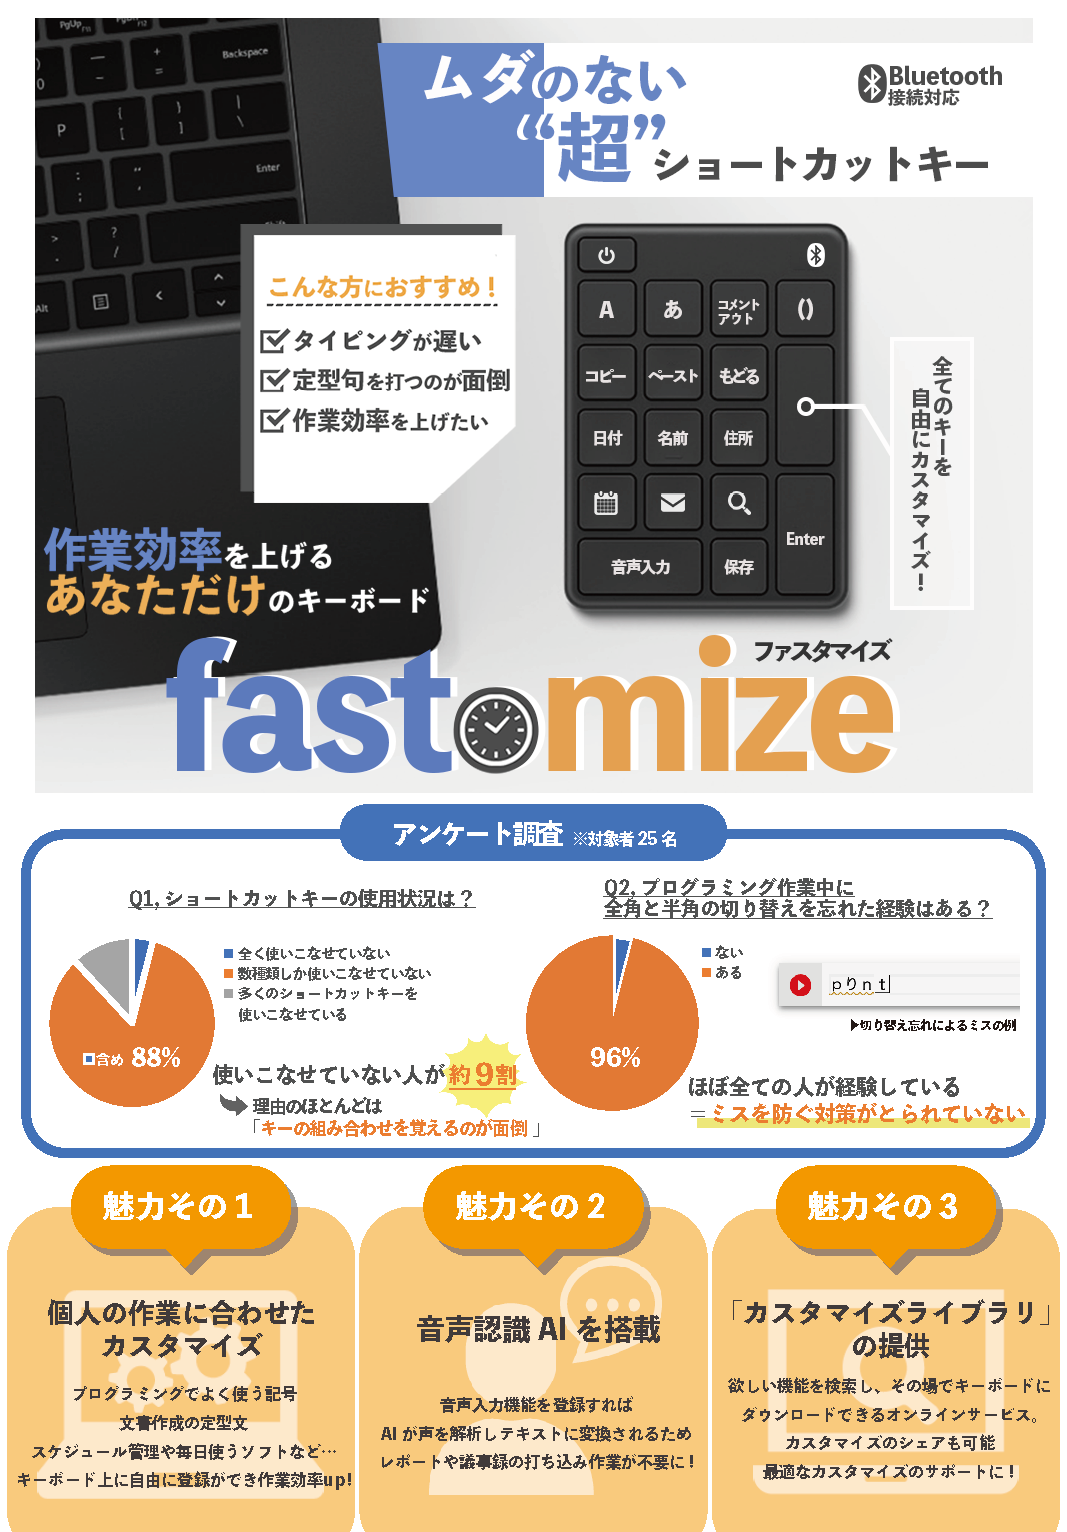 PgUp
F11
F12
Backspace
P
Enter
Alt
ムダのない
“超”ショートカットキー
Bluetooth
接続対応
こんな方におすすめ！
タイピングが遅い
定型句を打つのが面倒
作業効率を上げたい
A
あ
コメント
アウト
()
コピー
ペースト
もどる
日付
名前
住所
Enter
音声入力
保存
全てのキーを
自由にカスタマイズ！
作業効率を上げる
あなただけのキーボード
ファスタマイズ
fastomize
アンケート調査 ※対象者25名
Q1, ショートカットキーの使用状況は？
全く使いこなせていない
数種類しか使いこなせていない
多くのショートカットキーを
使いこなせている
含め 88%
使いこなせていない人が約9割
理由のほとんどは
「キーの組み合わせを覚えるのが面倒」
Q2, プログラミング作業中に
全角と半角の切り替えを忘れた経験はある？
ない
ある
96%
ｐりｎｔ
▶切り替え忘れによるミスの例
ほぼ全ての人が経験している
＝ミスを防ぐ対策がとられていない
魅力その1
個人の作業に合わせた
カスタマイズ
プログラミングでよく使う記号
文書作成の定型文
スケジュール管理や毎日使うソフトなど…
キーボード上に自由に登録ができ作業効率up!
魅力その2
音声認識AIを搭載
音声入力機能を登録すれば
AIが声を解析しテキストに変換されるため
レポートや議事録の打ち込み作業が不要に！
魅力その3
「カスタマイズライブラリ」
の提供
欲しい機能を検索し、その場でキーボードに
ダウンロードできるオンラインサービス。
カスタマイズのシェアも可能
最適なカスタマイズのサポートに！